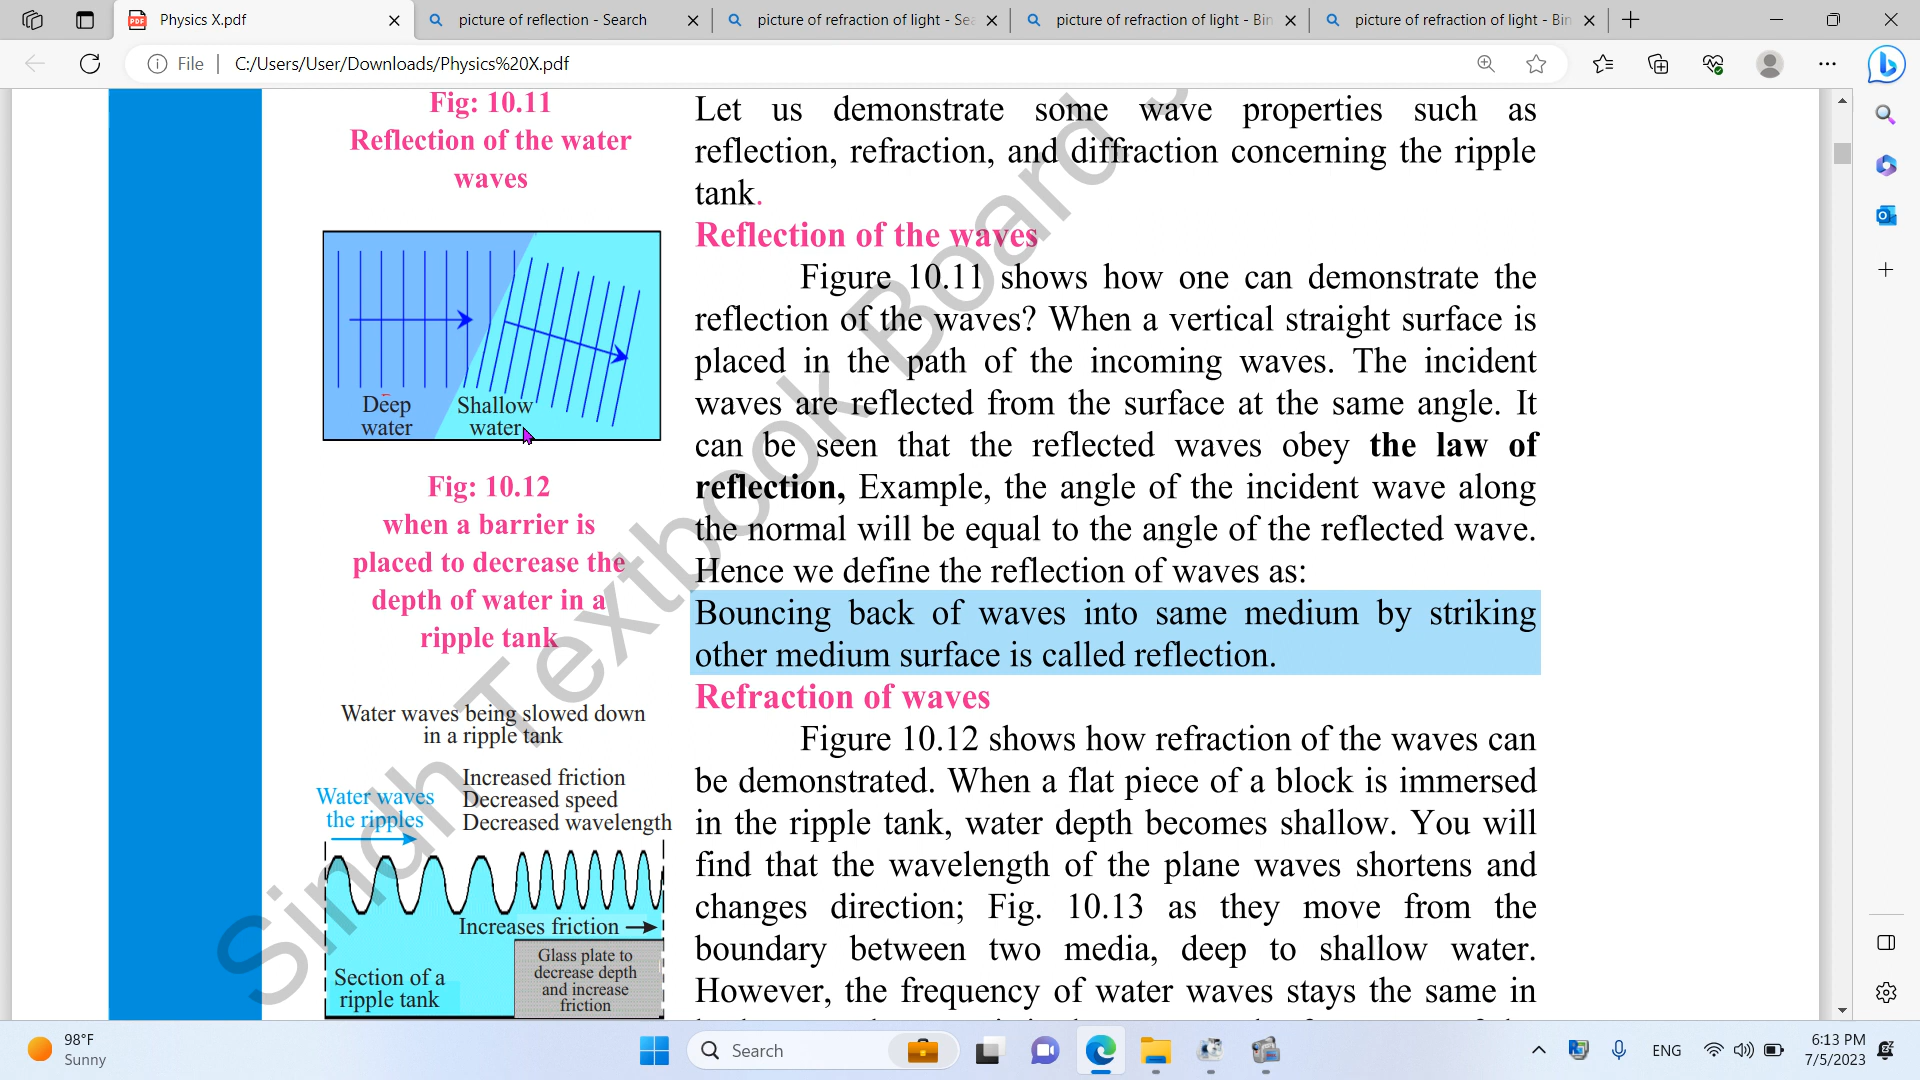 Physics X.pdf
picture of reflection - Search
picture of refraction of light - Sea
picture of refraction of light - Bin
picture of refraction of light - Bin
File
C:/Users/User/Downloads/Physics%20X.pdf
Fig: 10.11
Reflection of the water
waves
Deep
water
Shallow
water
Fig: 10.12
when a barrier is
placed to decrease the
depth of water in a
ripple tank
Water waves being slowed down
in a ripple tank
Water waves
the ripples
Increased friction
Decreased speed
Decreased wavelength
Increases friction
Section of a
ripple tank
Glass plate to
decrease depth
and increase
friction
Let us demonstrate some wave properties such as
reflection, refraction, and diffraction concerning the ripple
tank.
Reflection of the waves
Figure 10.11 shows how one can demonstrate the
reflection of the waves? When a vertical straight surface is
placed in the path of the incoming waves. The incident
waves are reflected from the surface at the same angle. It
can be seen that the reflected waves obey the law of
reflection, Example, the angle of the incident wave along
the normal will be equal to the angle of the reflected wave.
Hence we define the reflection of waves as:
Bouncing back of waves into same medium by striking
other medium surface is called reflection.
Refraction of waves
Figure 10.12 shows how refraction of the waves can
be demonstrated. When a flat piece of a block is immersed
in the ripple tank, water depth becomes shallow. You will
find that the wavelength of the plane waves shortens and
changes direction; Fig. 10.13 as they move from the
boundary between two media, deep to shallow water.
However, the frequency of water waves stays the same in
Sindh Textbook Board
98°F
Sunny
Search
ENG
6:13 PM
7/5/2023